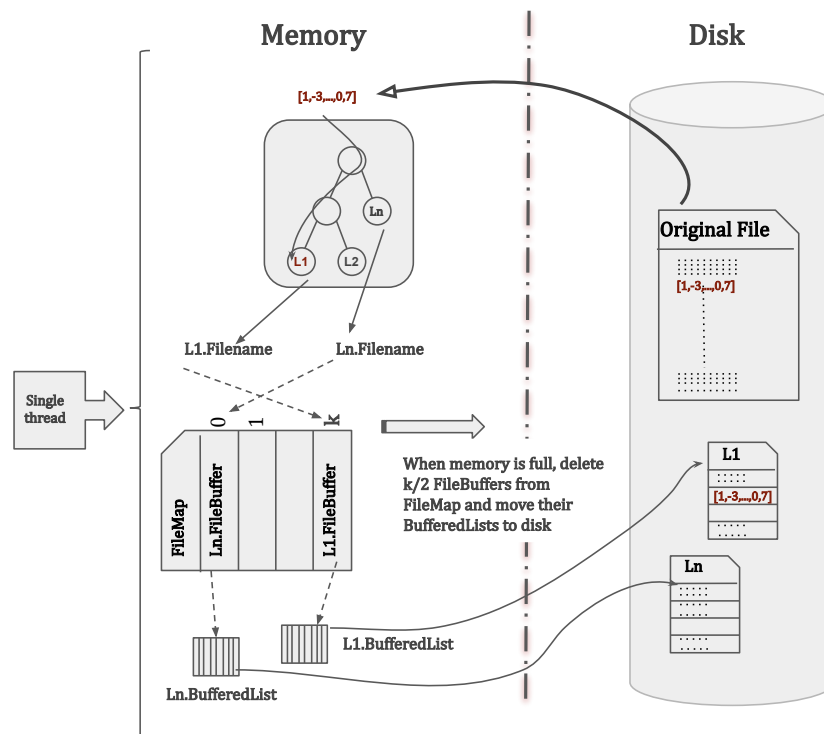 Memory
Disk
[1,-3,...,0,7]
Original File
[1,-3,...,0,7]
Ln
L1
L2
L1.Filename
Ln.Filename
Single
thread
0
1
k
FileMap
Ln.FileBuffer
L1.FileBuffer
When memory is full, delete
k/2 FileBuffers from
FileMap and move their
BufferedLists to disk
L1
[1,-3,...,0,7]
Ln
L1.BufferedList
Ln.BufferedList